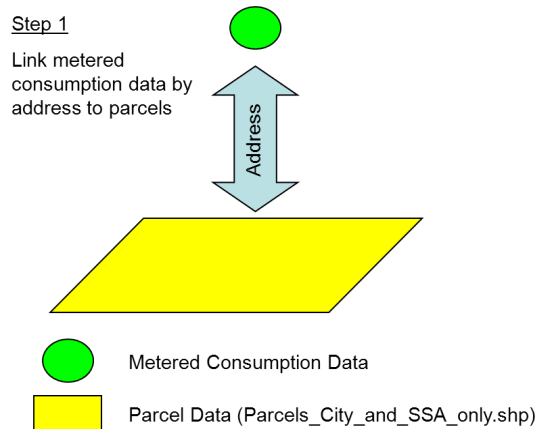 Step 1
Link metered
consumption data by
address to parcels
Address
Metered Consumption Data
Parcel Data (Parcels_City_and_SSA_only.shp)